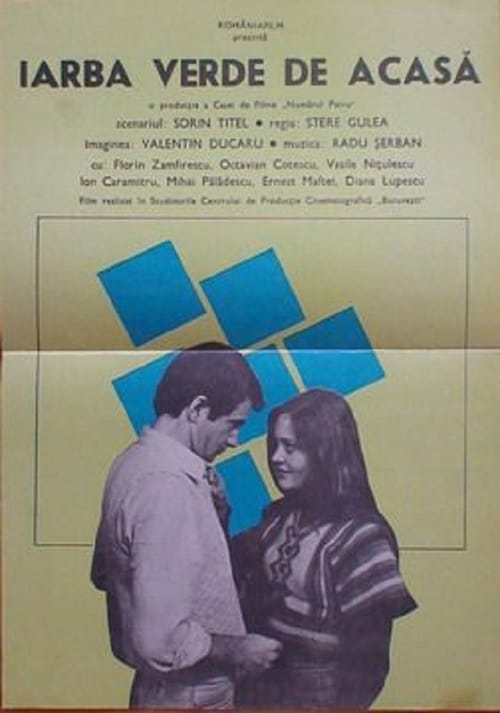 ROMÂNIAFILM
prezintă
IARBA VERDE DE ACASĂ
o producție a Casei de Filme „Numărul Patru"
scenariul: SORIN TITEL ● regia: STERE GULEA
Imaginea: VALENTIN DUCARU ● muzica: RADU ȘERBAN
cu: Florin Zamfirescu, Octavian Cotescu, Vasile Nițulescu
Ion Caramitru, Mihai Pălădescu, Ernest Maftei, Diana Lupescu
Film realizat în Studiourile Centrului de Producție Cinematografică „București"